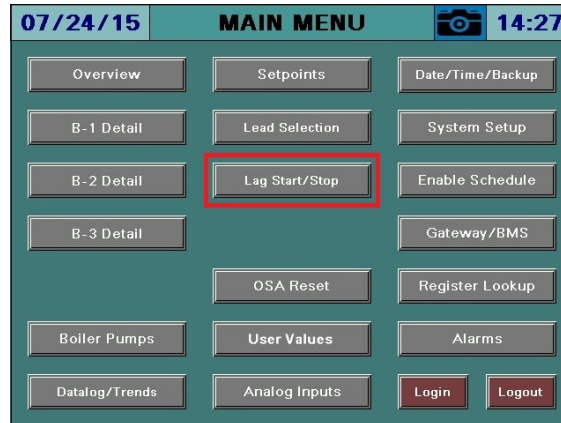 07/24/15 MAIN MENU 14:27
Overview Setpoints Date/Time/Backup
B-1 Detail Lead Selection System Setup
B-2 Detail Lag Start/Stop Enable Schedule
B-3 Detail Gateway/BMS
OSA Reset Register Lookup
Boiler Pumps User Values Alarms
Datalog/Trends Analog Inputs Login Logout